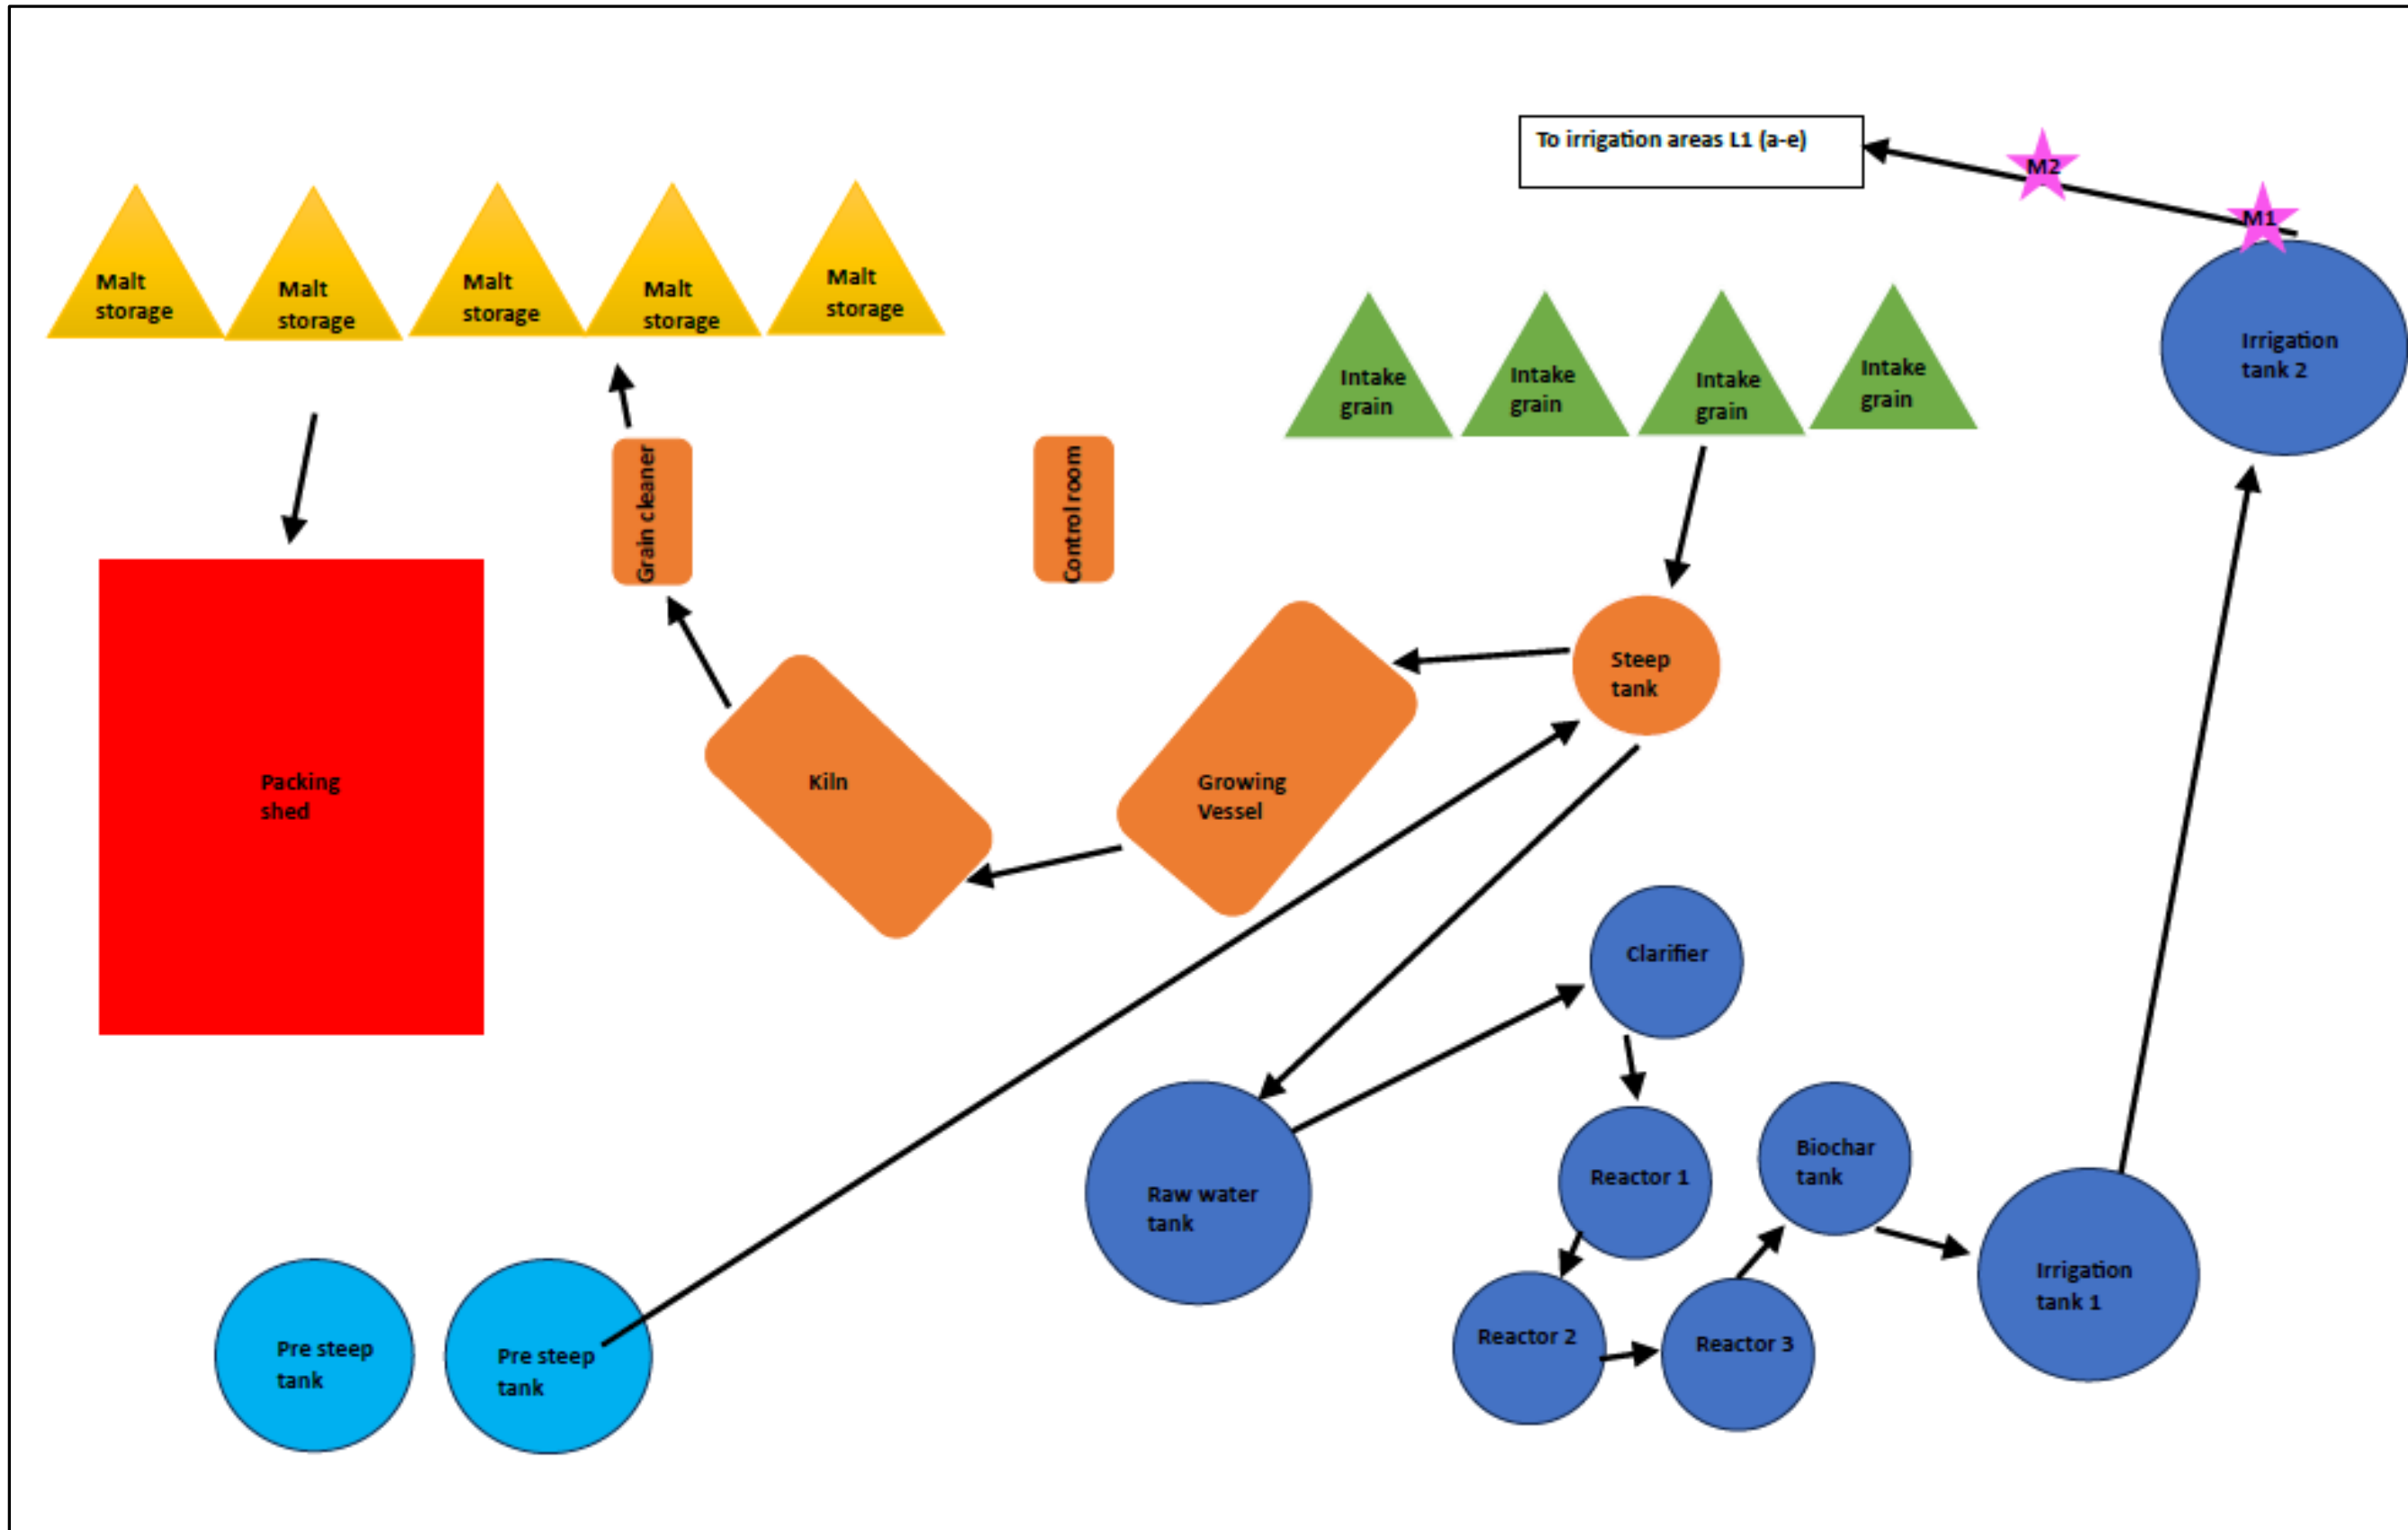 To irrigation areas L1 (a-e)
M2
M1
Malt
storage
Malt
storage
Malt
storage
Malt
storage
Malt
storage
Intake
grain
Intake
grain
Intake
grain
Intake
grain
Irrigation
tank 2
Grain cleaner
Control room
Steep
tank
Packing
shed
Kiln
Growing
Vessel
Clarifier
Raw water
tank
Reactor 1
Biochar
tank
Irrigation
tank 1
Reactor 2
Reactor 3
Pre steep
tank
Pre steep
tank